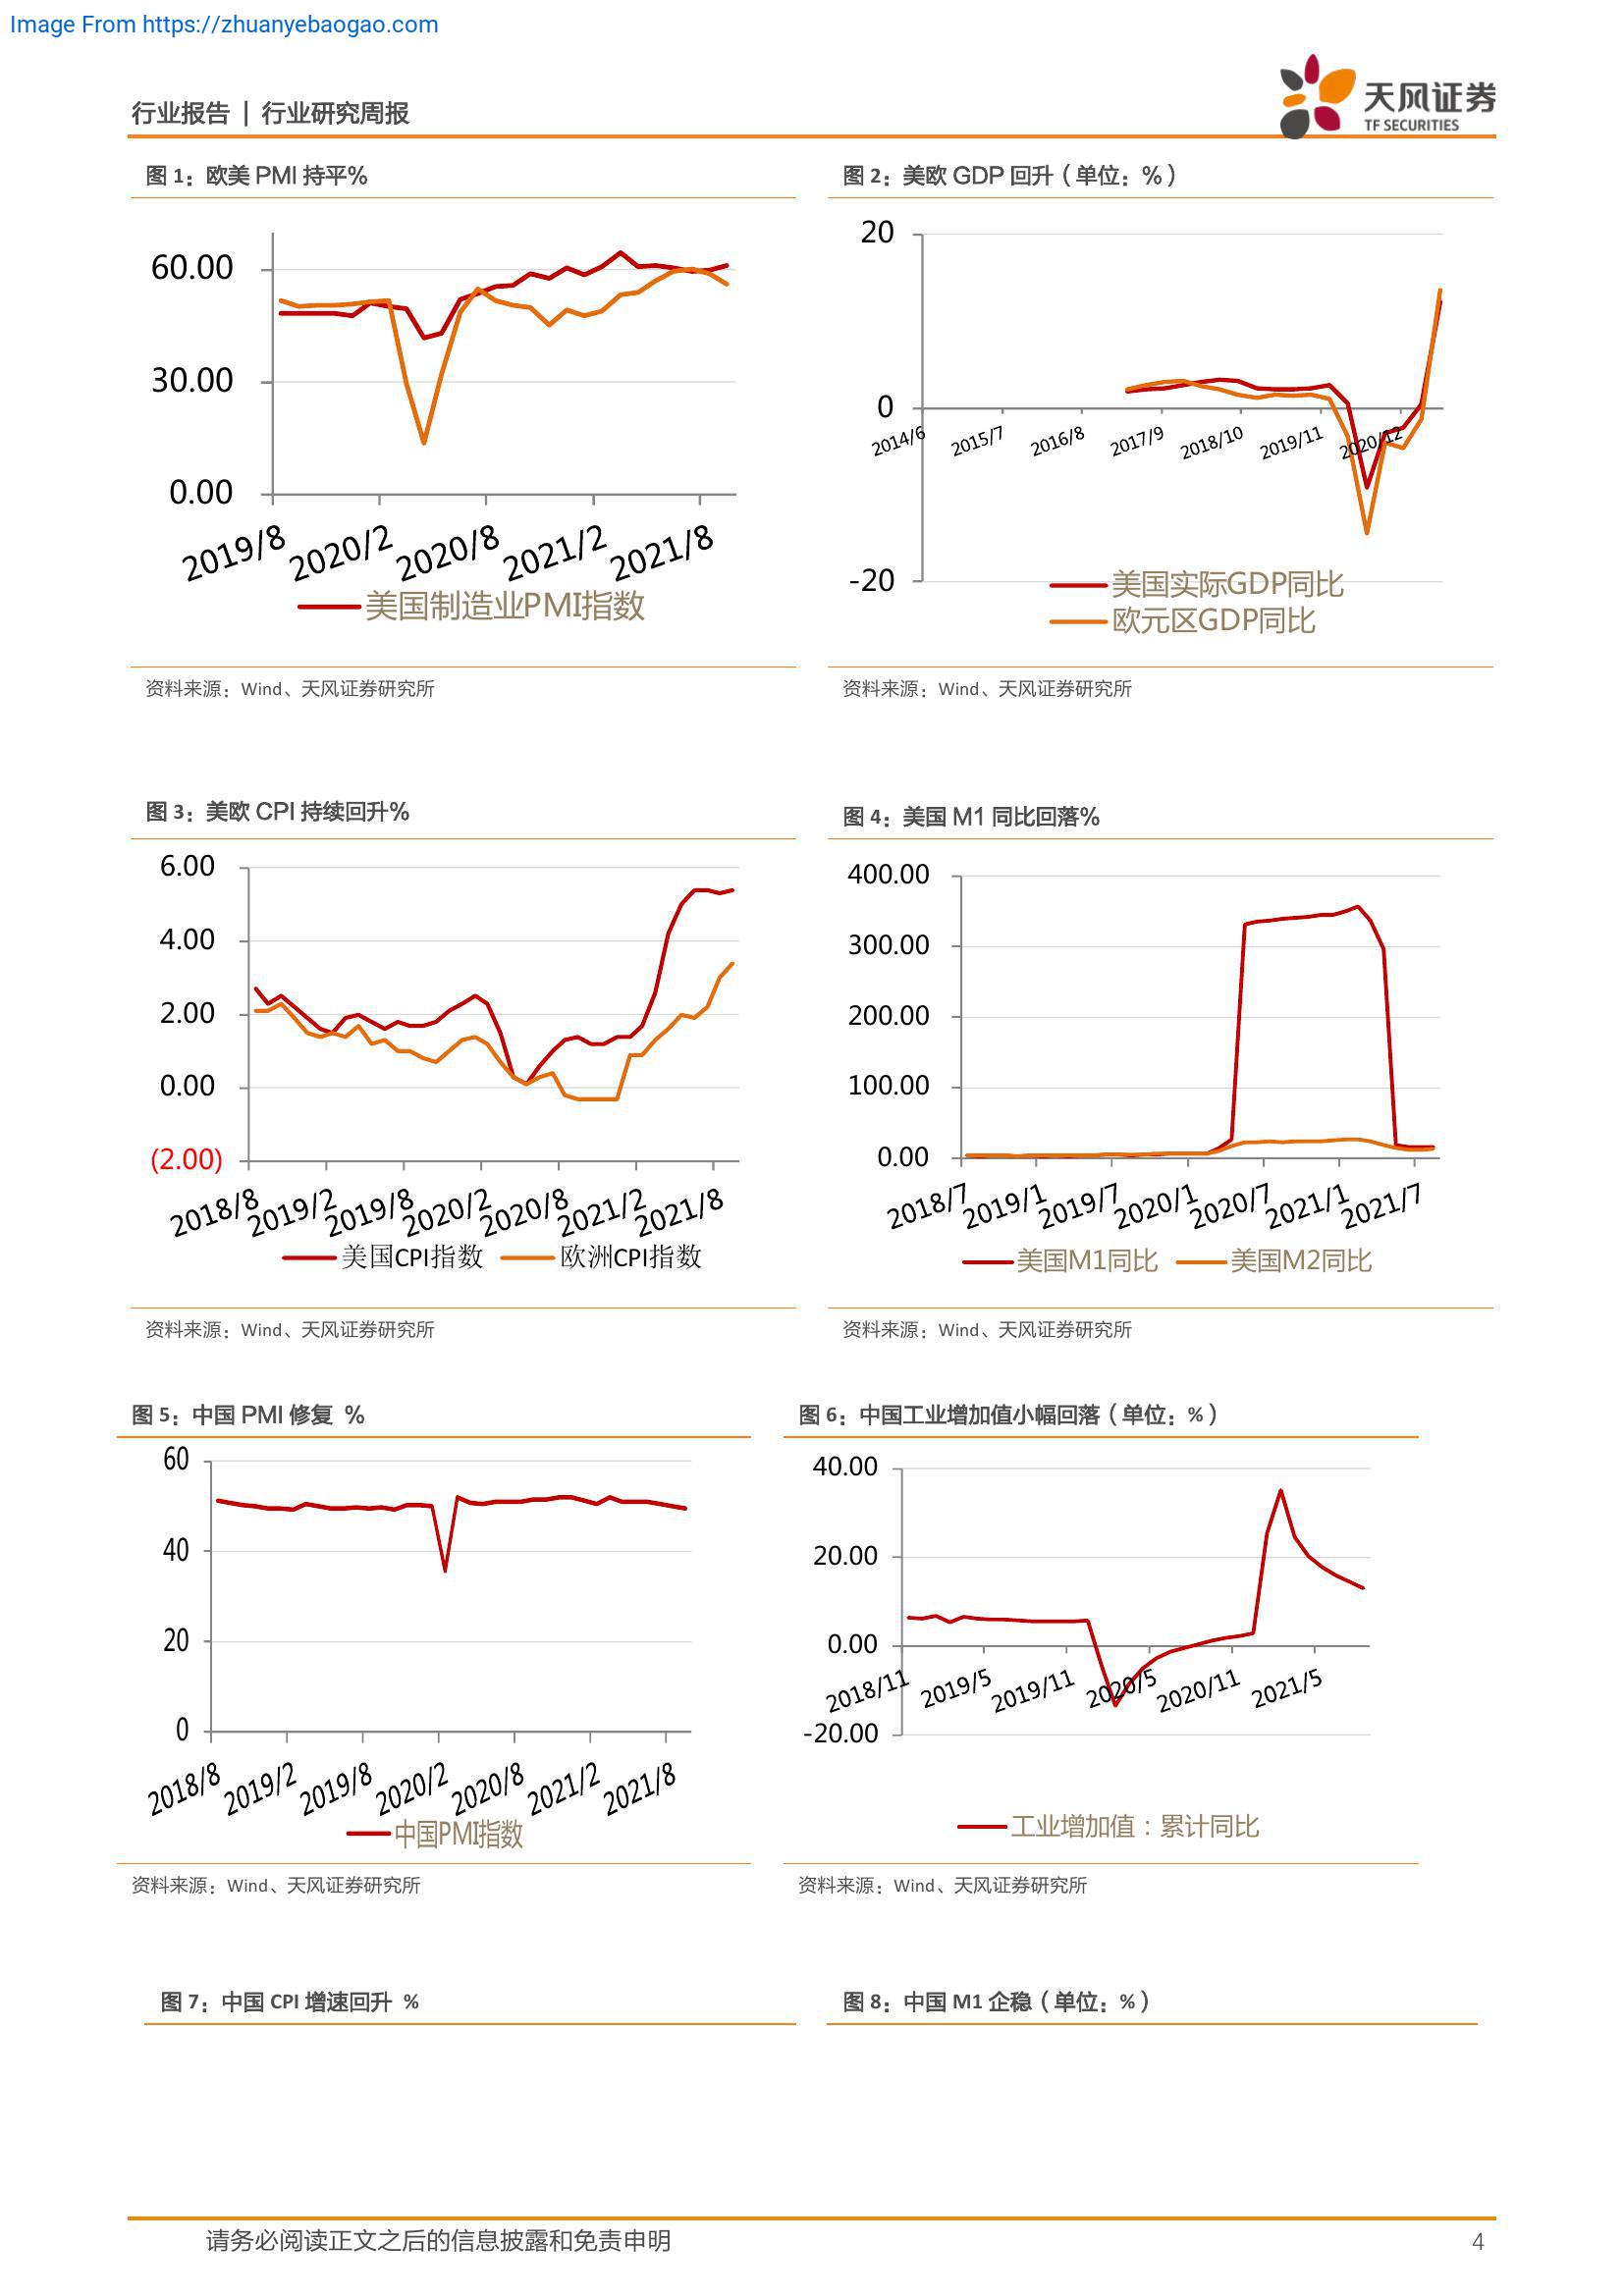 Image From https://zhuanyebaogao.com
行业报告 | 行业研究周报
天风证券
TF SECURITIES
图 1：欧美 PMI 持平%
图 2：美欧 GDP 回升（单位：%）
60.00
30.00
0.00
2019/8
2020/2
2020/8
2021/2
2021/8
美国制造业PMI指数
20
0
-20
2014/6
2015/7
2016/8
2017/9
2018/10
2019/11
2020/12
美国实际GDP同比
欧元区GDP同比
资料来源：Wind、天风证券研究所
资料来源：Wind、天风证券研究所
图 3：美欧 CPI 持续回升%
图 4：美国 M1 同比回落%
6.00
4.00
2.00
0.00
(2.00)
2018/8
2019/2
2019/8
2020/2
2020/8
2021/2
2021/8
美国CPI指数
欧洲CPI指数
400.00
300.00
200.00
100.00
0.00
2018/7
2019/1
2019/7
2020/1
2020/7
2021/1
2021/7
美国M1同比
美国M2同比
资料来源：Wind、天风证券研究所
资料来源：Wind、天风证券研究所
图 5：中国 PMI 修复 %
图 6：中国工业增加值小幅回落（单位：%）
60
40
20
0
2018/8
2019/2
2019/8
2020/2
2020/8
2021/2
2021/8
中国PMI指数
40.00
20.00
0.00
-20.00
2018/11
2019/5
2019/11
2020/5
2020/11
2021/5
工业增加值：累计同比
资料来源：Wind、天风证券研究所
资料来源：Wind、天风证券研究所
图 7：中国 CPI 增速回升 %
图 8：中国 M1 企稳（单位：%）
请务必阅读正文之后的信息披露和免责申明
4